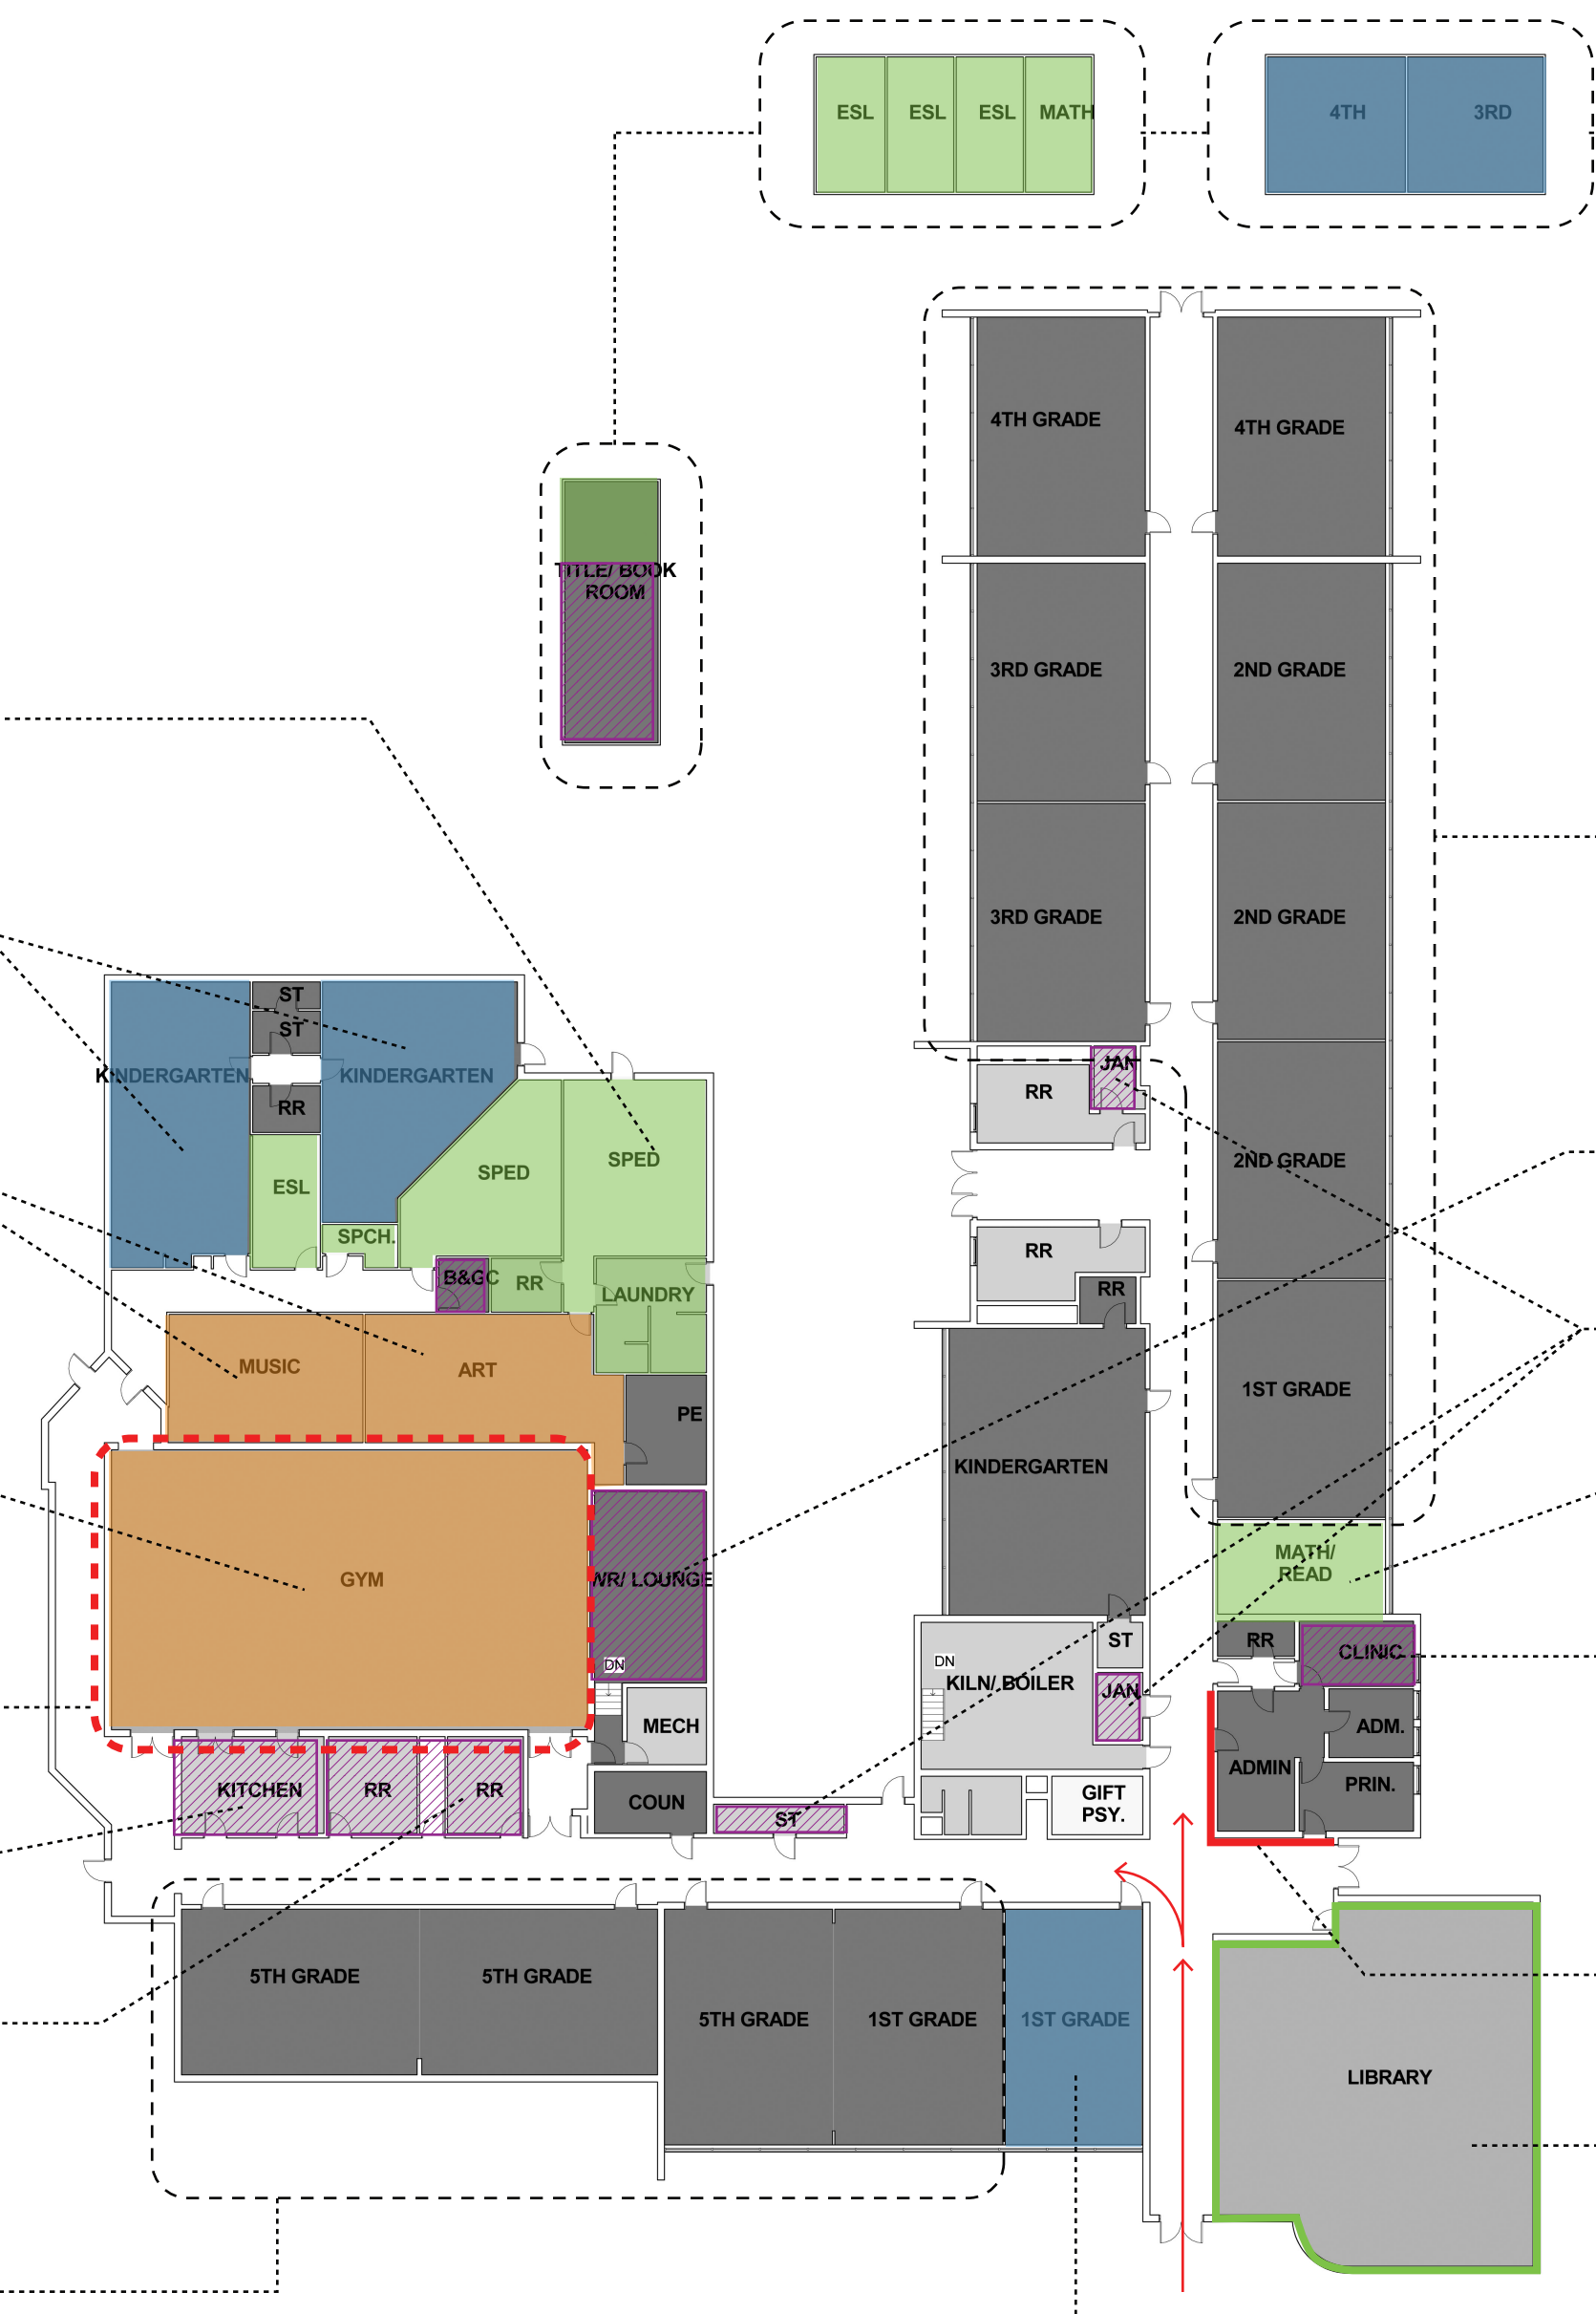 ESL ESL ESL MATH
4TH 3RD
4TH GRADE
4TH GRADE
TITLE/ BOOK
ROOM
3RD GRADE
2ND GRADE
3RD GRADE
2ND GRADE
ST
ST
KINDERGARTEN
KINDERGARTEN
RR
JAN
RR
SPED
SPED
2ND GRADE
ESL
SPCH.
RR
B&GC
RR
LAUNDRY
RR
MUSIC
ART
1ST GRADE
PE
KINDERGARTEN
GYM
WR/ LOUNGE
MATH/
READ
DN
ST
RR
CLINIC
DN
KILN/ BOILER
JAN
MECH
ADM.
ADMIN
KITCHEN
RR
RR
COUN
ST
GIFT
PSY.
PRIN.
5TH GRADE
5TH GRADE
5TH GRADE
1ST GRADE
1ST GRADE
LIBRARY